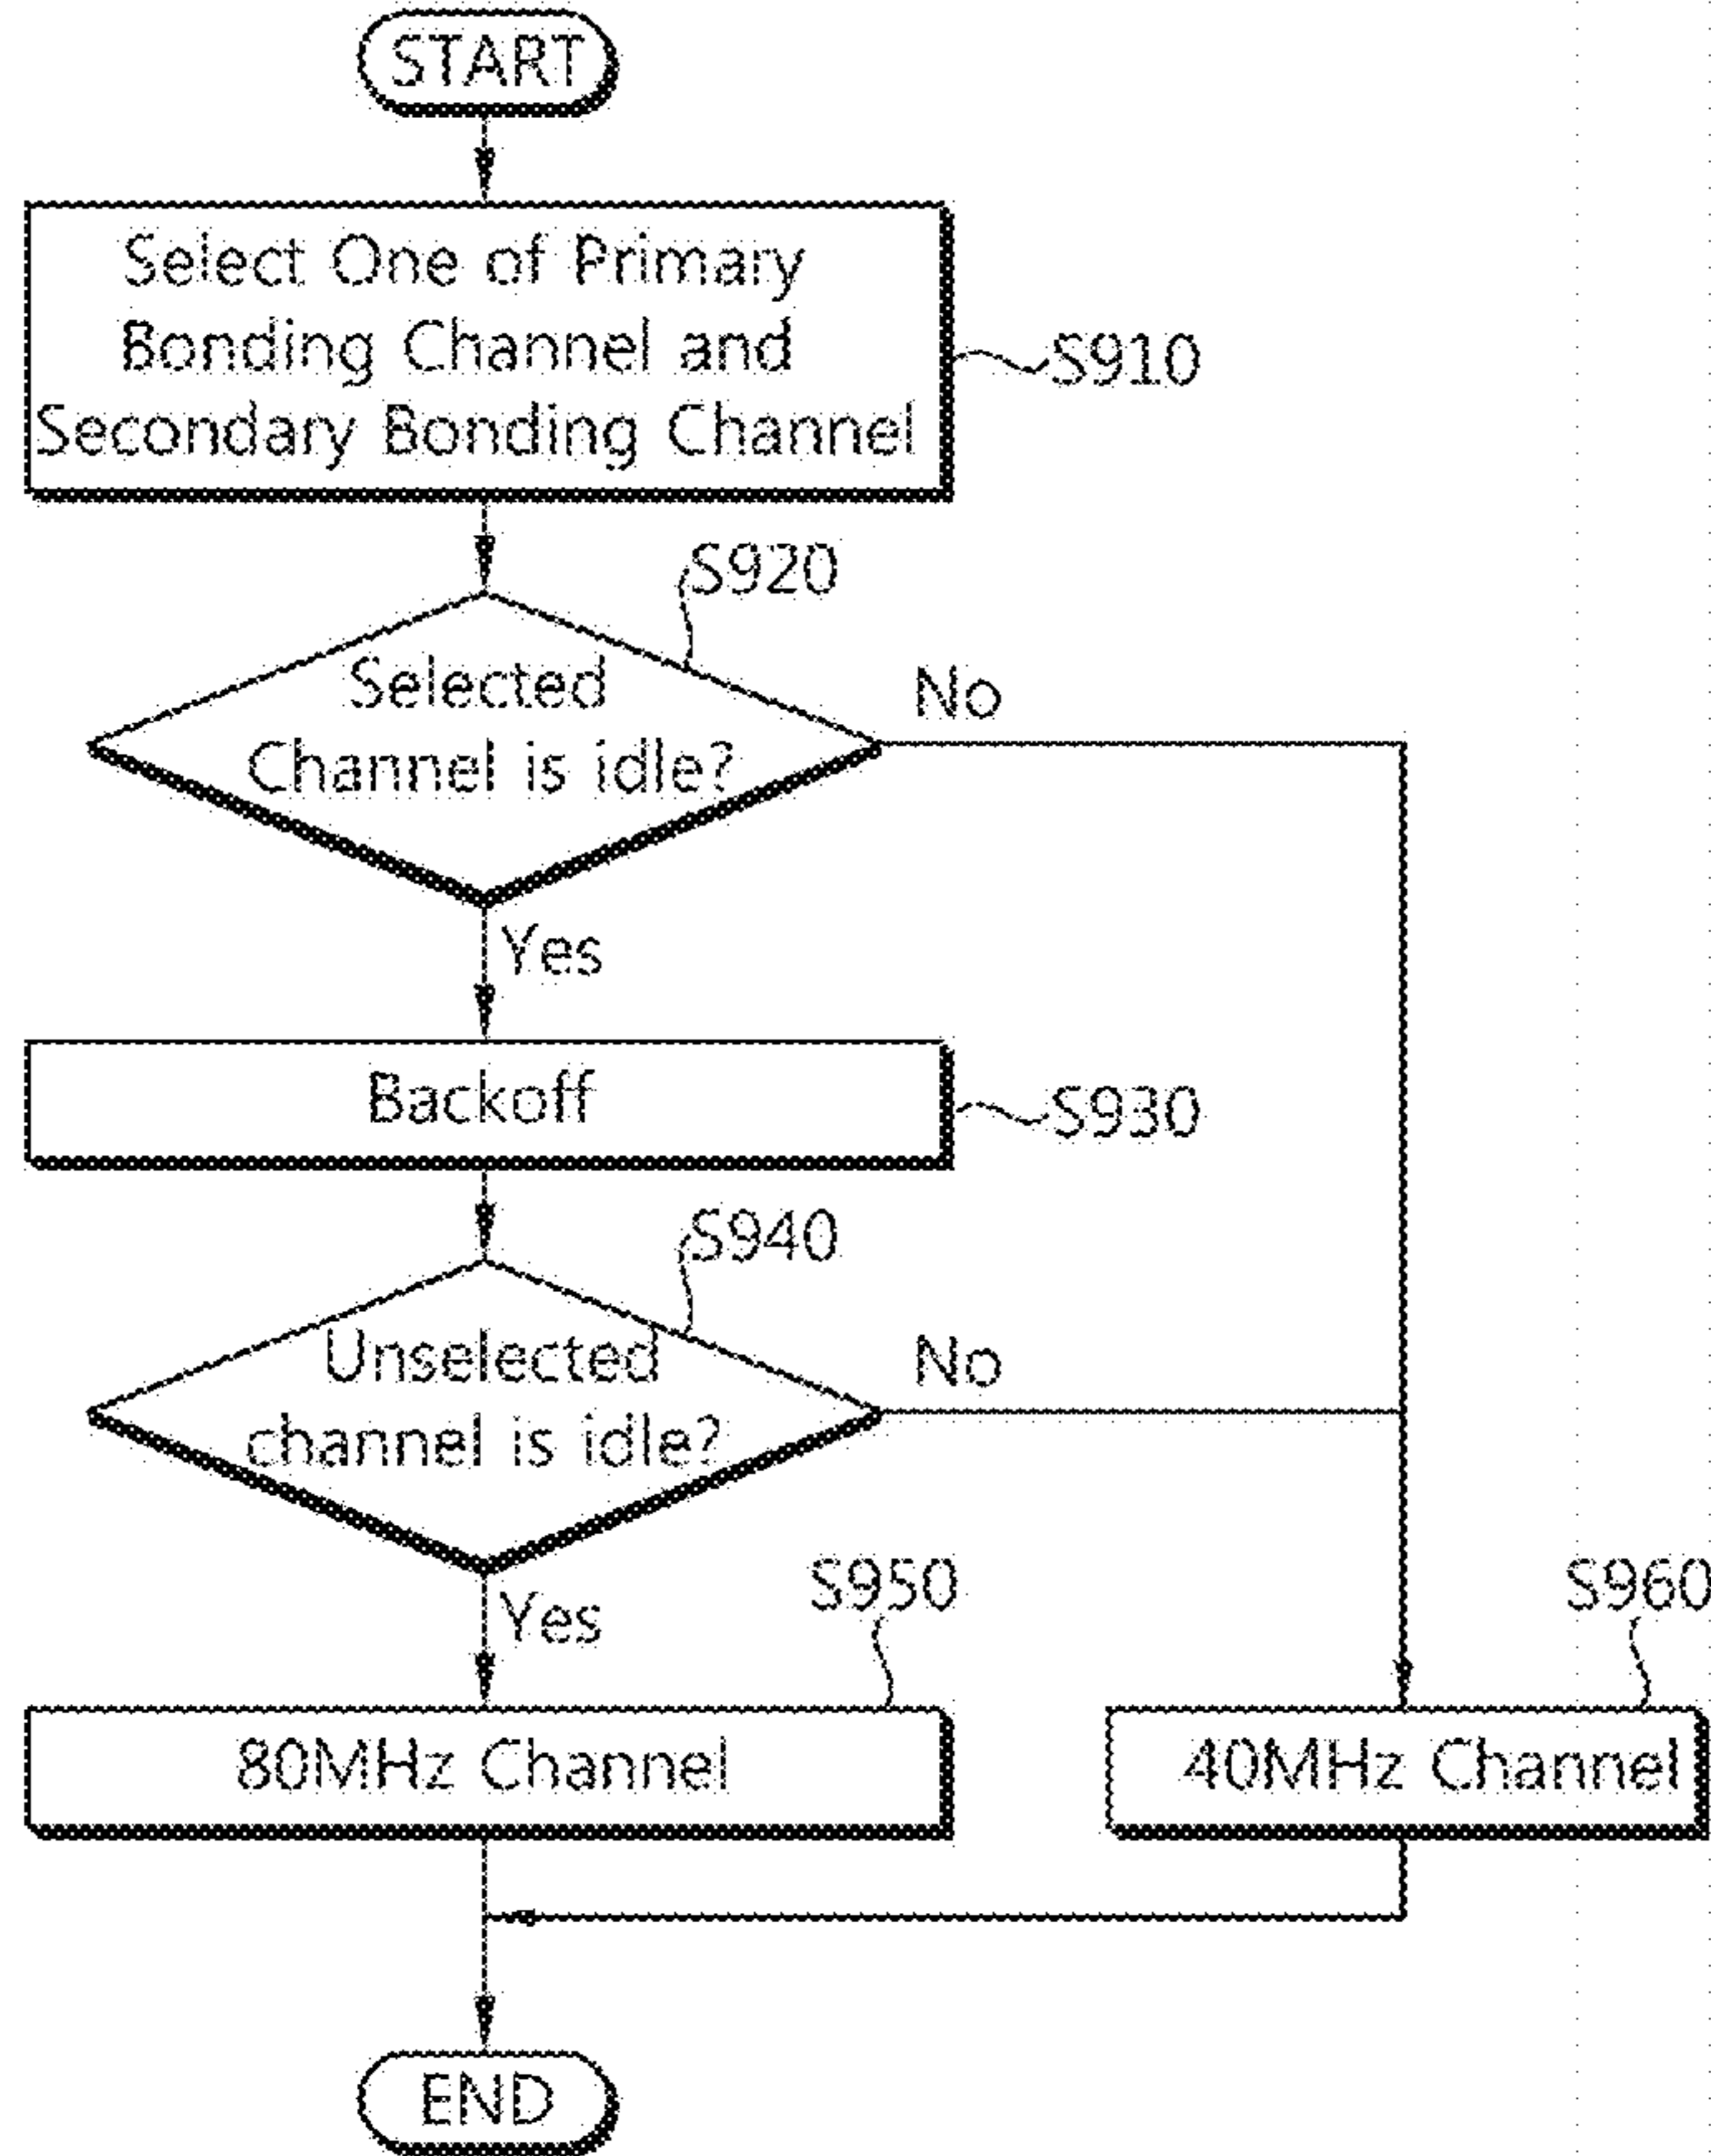 START
Select One of Primary
Bonding Channel and
Secondary Bonding Channel
S910
S920
Selected
Channel is idle?
No
Yes
Backoff
S930
S940
Unselected
channel is idle?
No
Yes
S950
S960
80MHz Channel
40MHz Channel
END